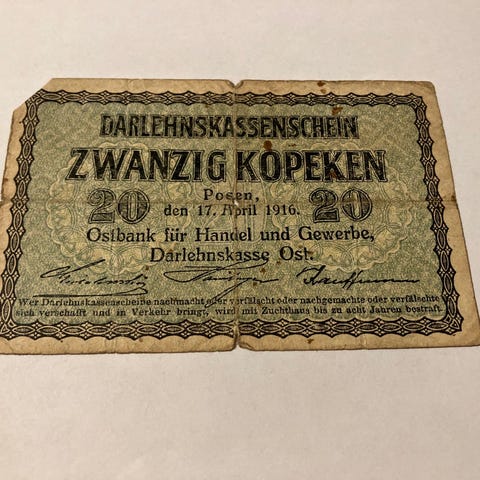 DARLEHNSKASSENSCHEIN
ZWANZIG KOPEKEN
Posen,
20 den 17. April 1916. 20
Ostbank für Handel und Gewerbe,
Darlehnskasse Ost.
Wer Darlehnskassenscheine nachmacht oder verfälscht oder nachgemachte oder verfälschte
sich verschafft und in Verkehr bringt, wird mit Zuchthaus bis zu acht Jahren bestraft.